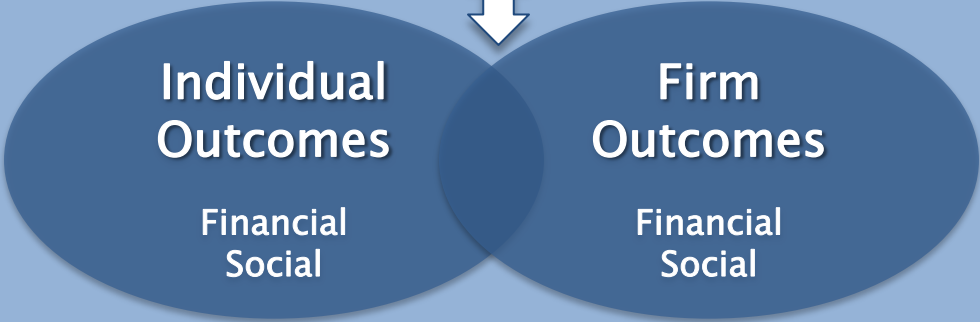 Individual
Outcomes
Financial
Social
Firm
Outcomes
Financial
Social